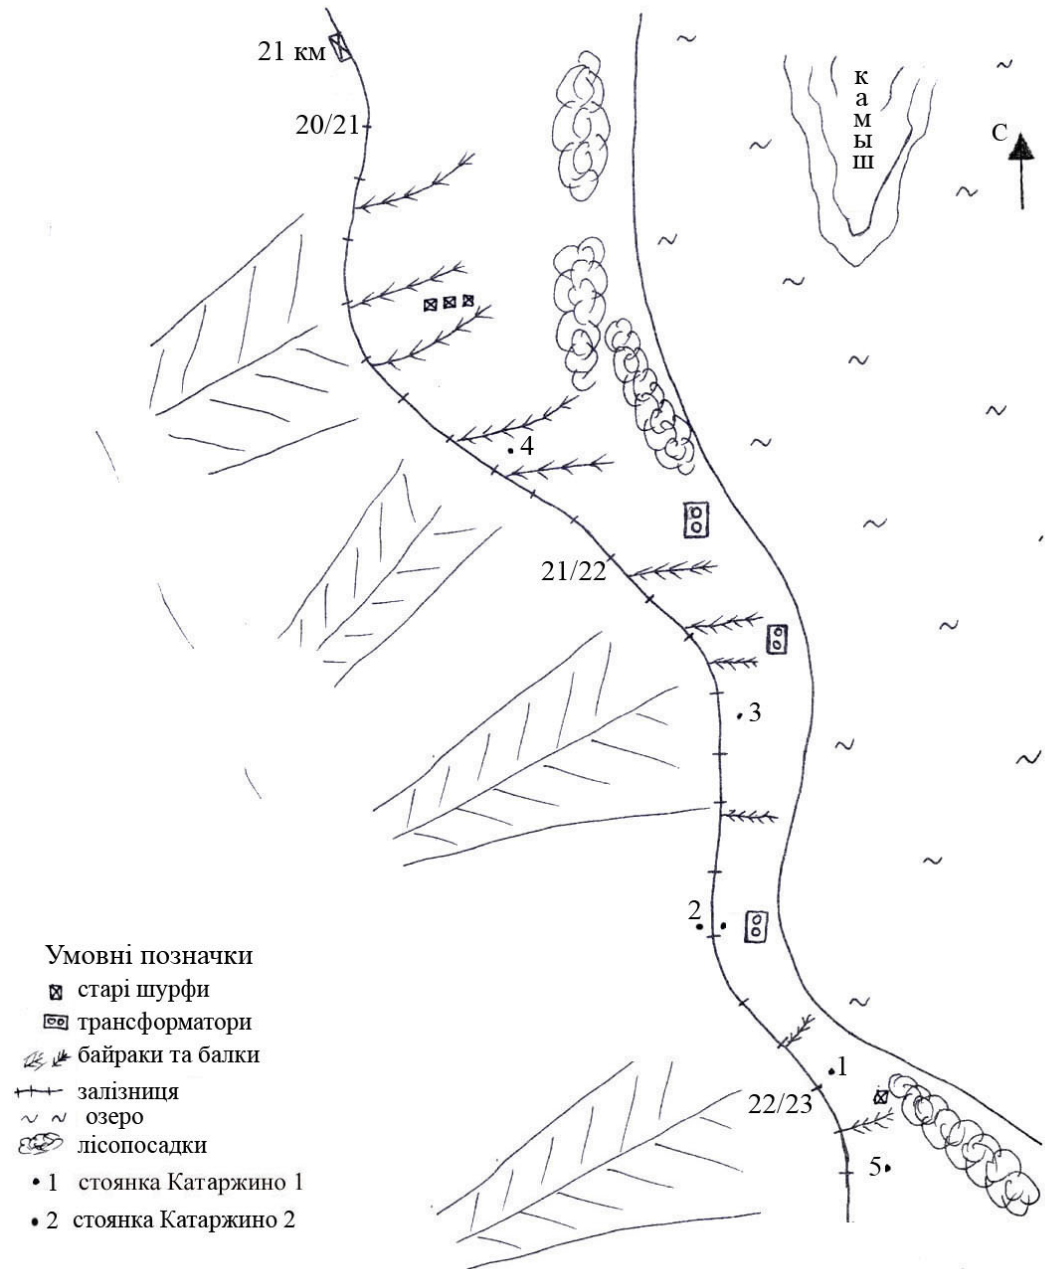 21 км
20/21
камыш
С
4
21/22
3
2
1
22/23
5
Умовні позначки
старі шурфи
трансформатори
байраки та балки
залізниця
озеро
лісопосадки
1 стоянка Катаржино 1
2 стоянка Катаржино 2